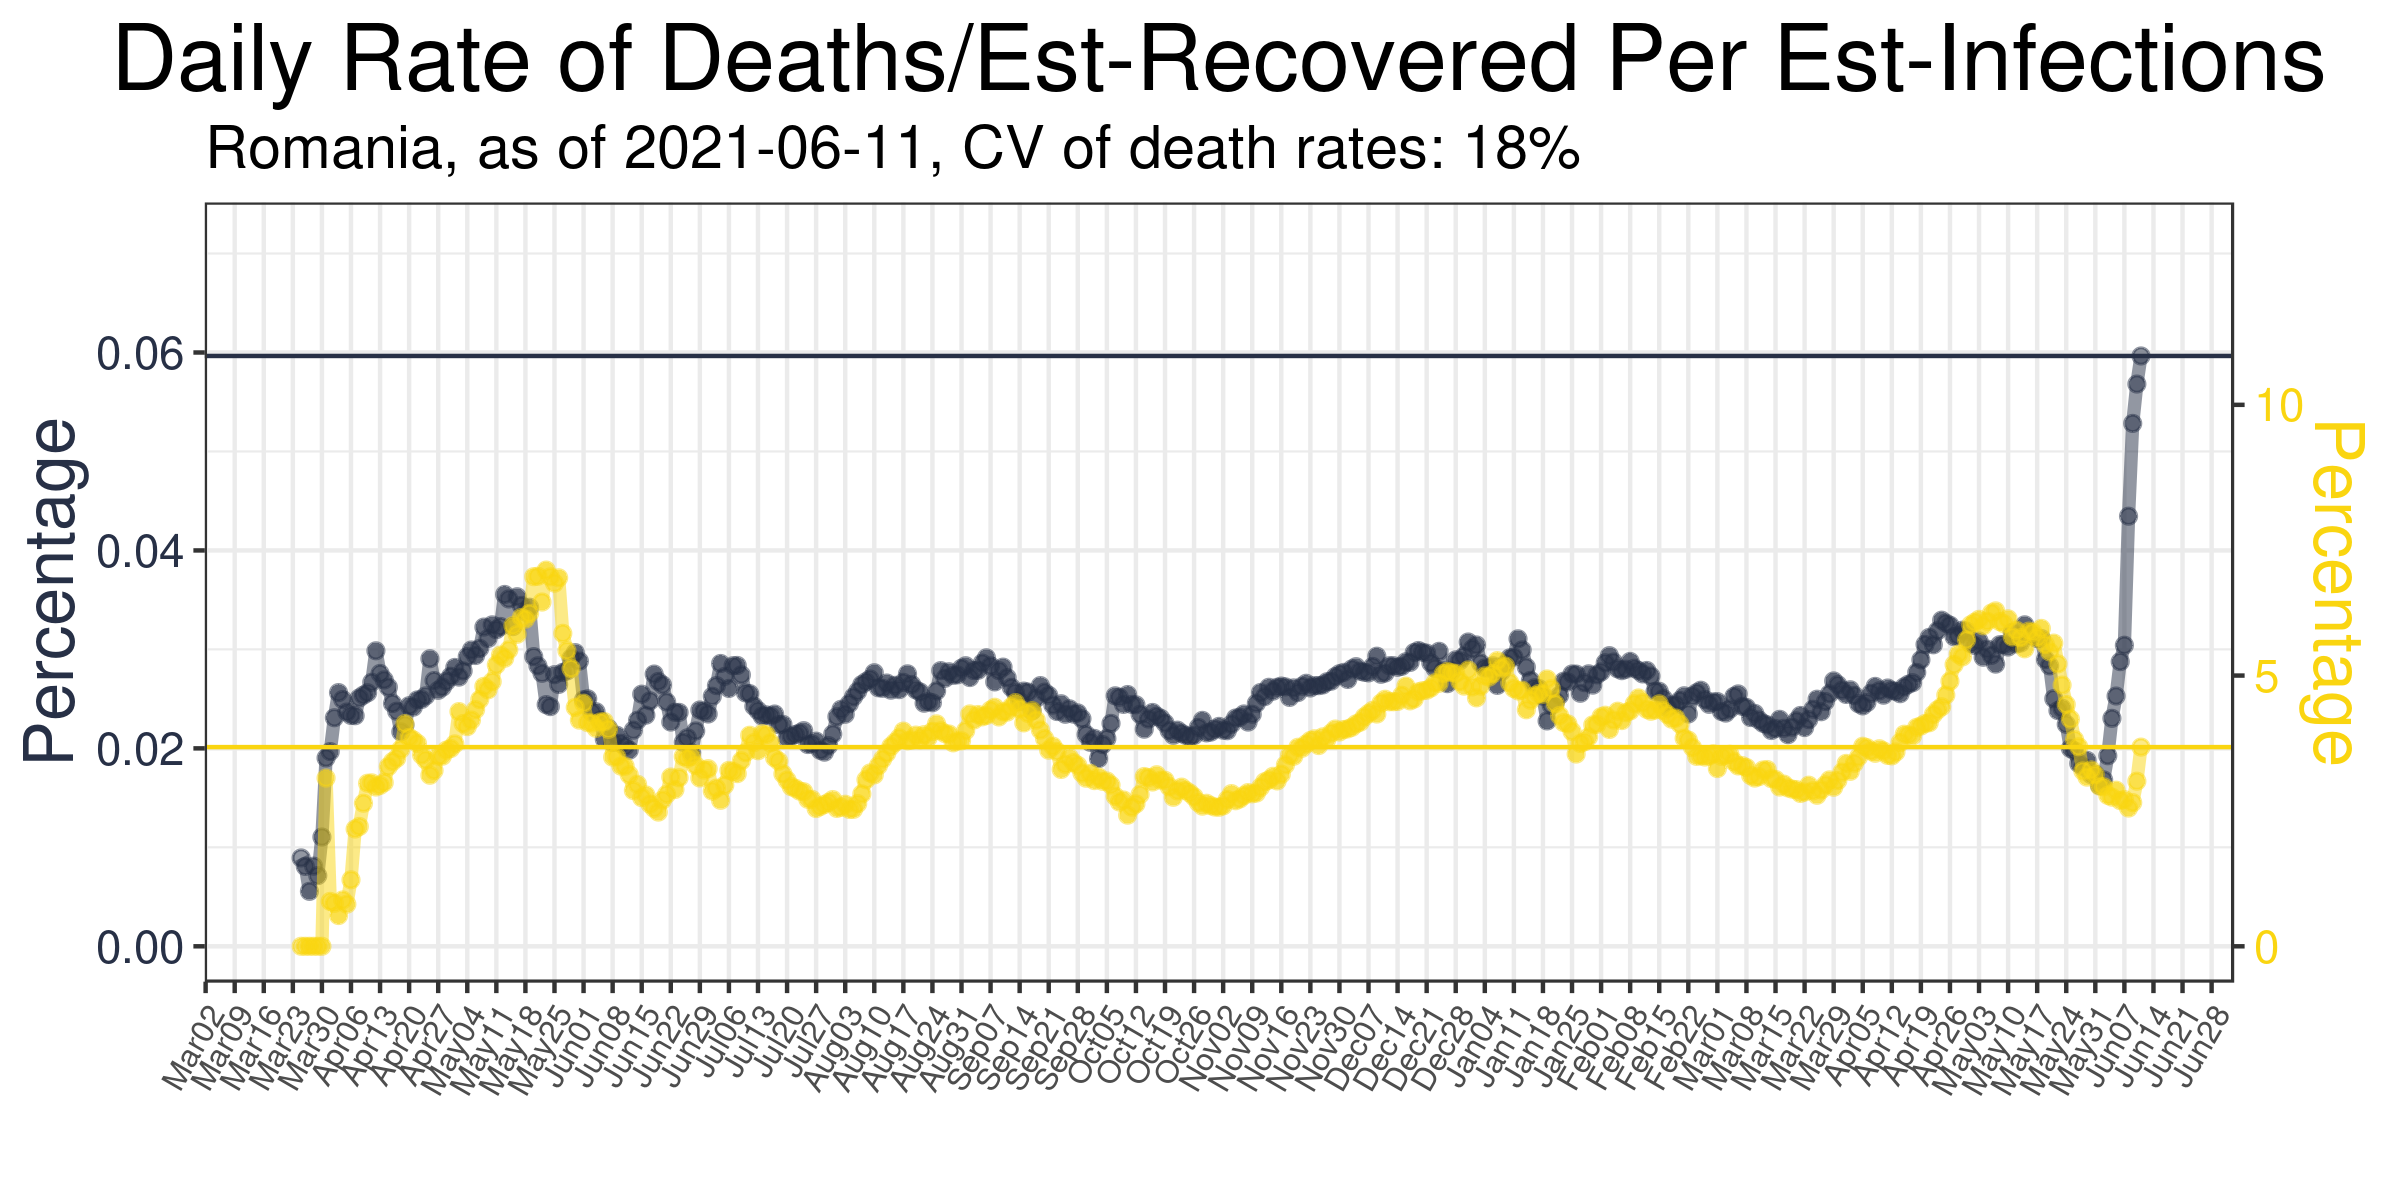 Daily Rate of Deaths/Est-Recovered Per Est-Infections
Romania, as of 2021-06-11, CV of death rates: 18%
Percentage
0.06
0.04
0.02
0.00
10
5
0
Percentage
Mar02
Mar09
Mar16
Mar23
Mar30
Apr06
Apr13
Apr20
Apr27
May04
May11
May18
May25
Jun01
Jun08
Jun15
Jun22
Jun29
Jul06
Jul13
Jul20
Jul27
Aug03
Aug10
Aug17
Aug24
Aug31
Sep07
Sep14
Sep21
Sep28
Oct05
Oct12
Oct19
Oct26
Nov02
Nov09
Nov16
Nov23
Nov30
Dec07
Dec14
Dec21
Dec28
Jan04
Jan11
Jan18
Jan25
Feb01
Feb08
Feb15
Feb22
Mar01
Mar08
Mar15
Mar22
Mar29
Apr05
Apr12
Apr19
Apr26
May03
May10
May17
May24
May31
Jun07
Jun14
Jun21
Jun28